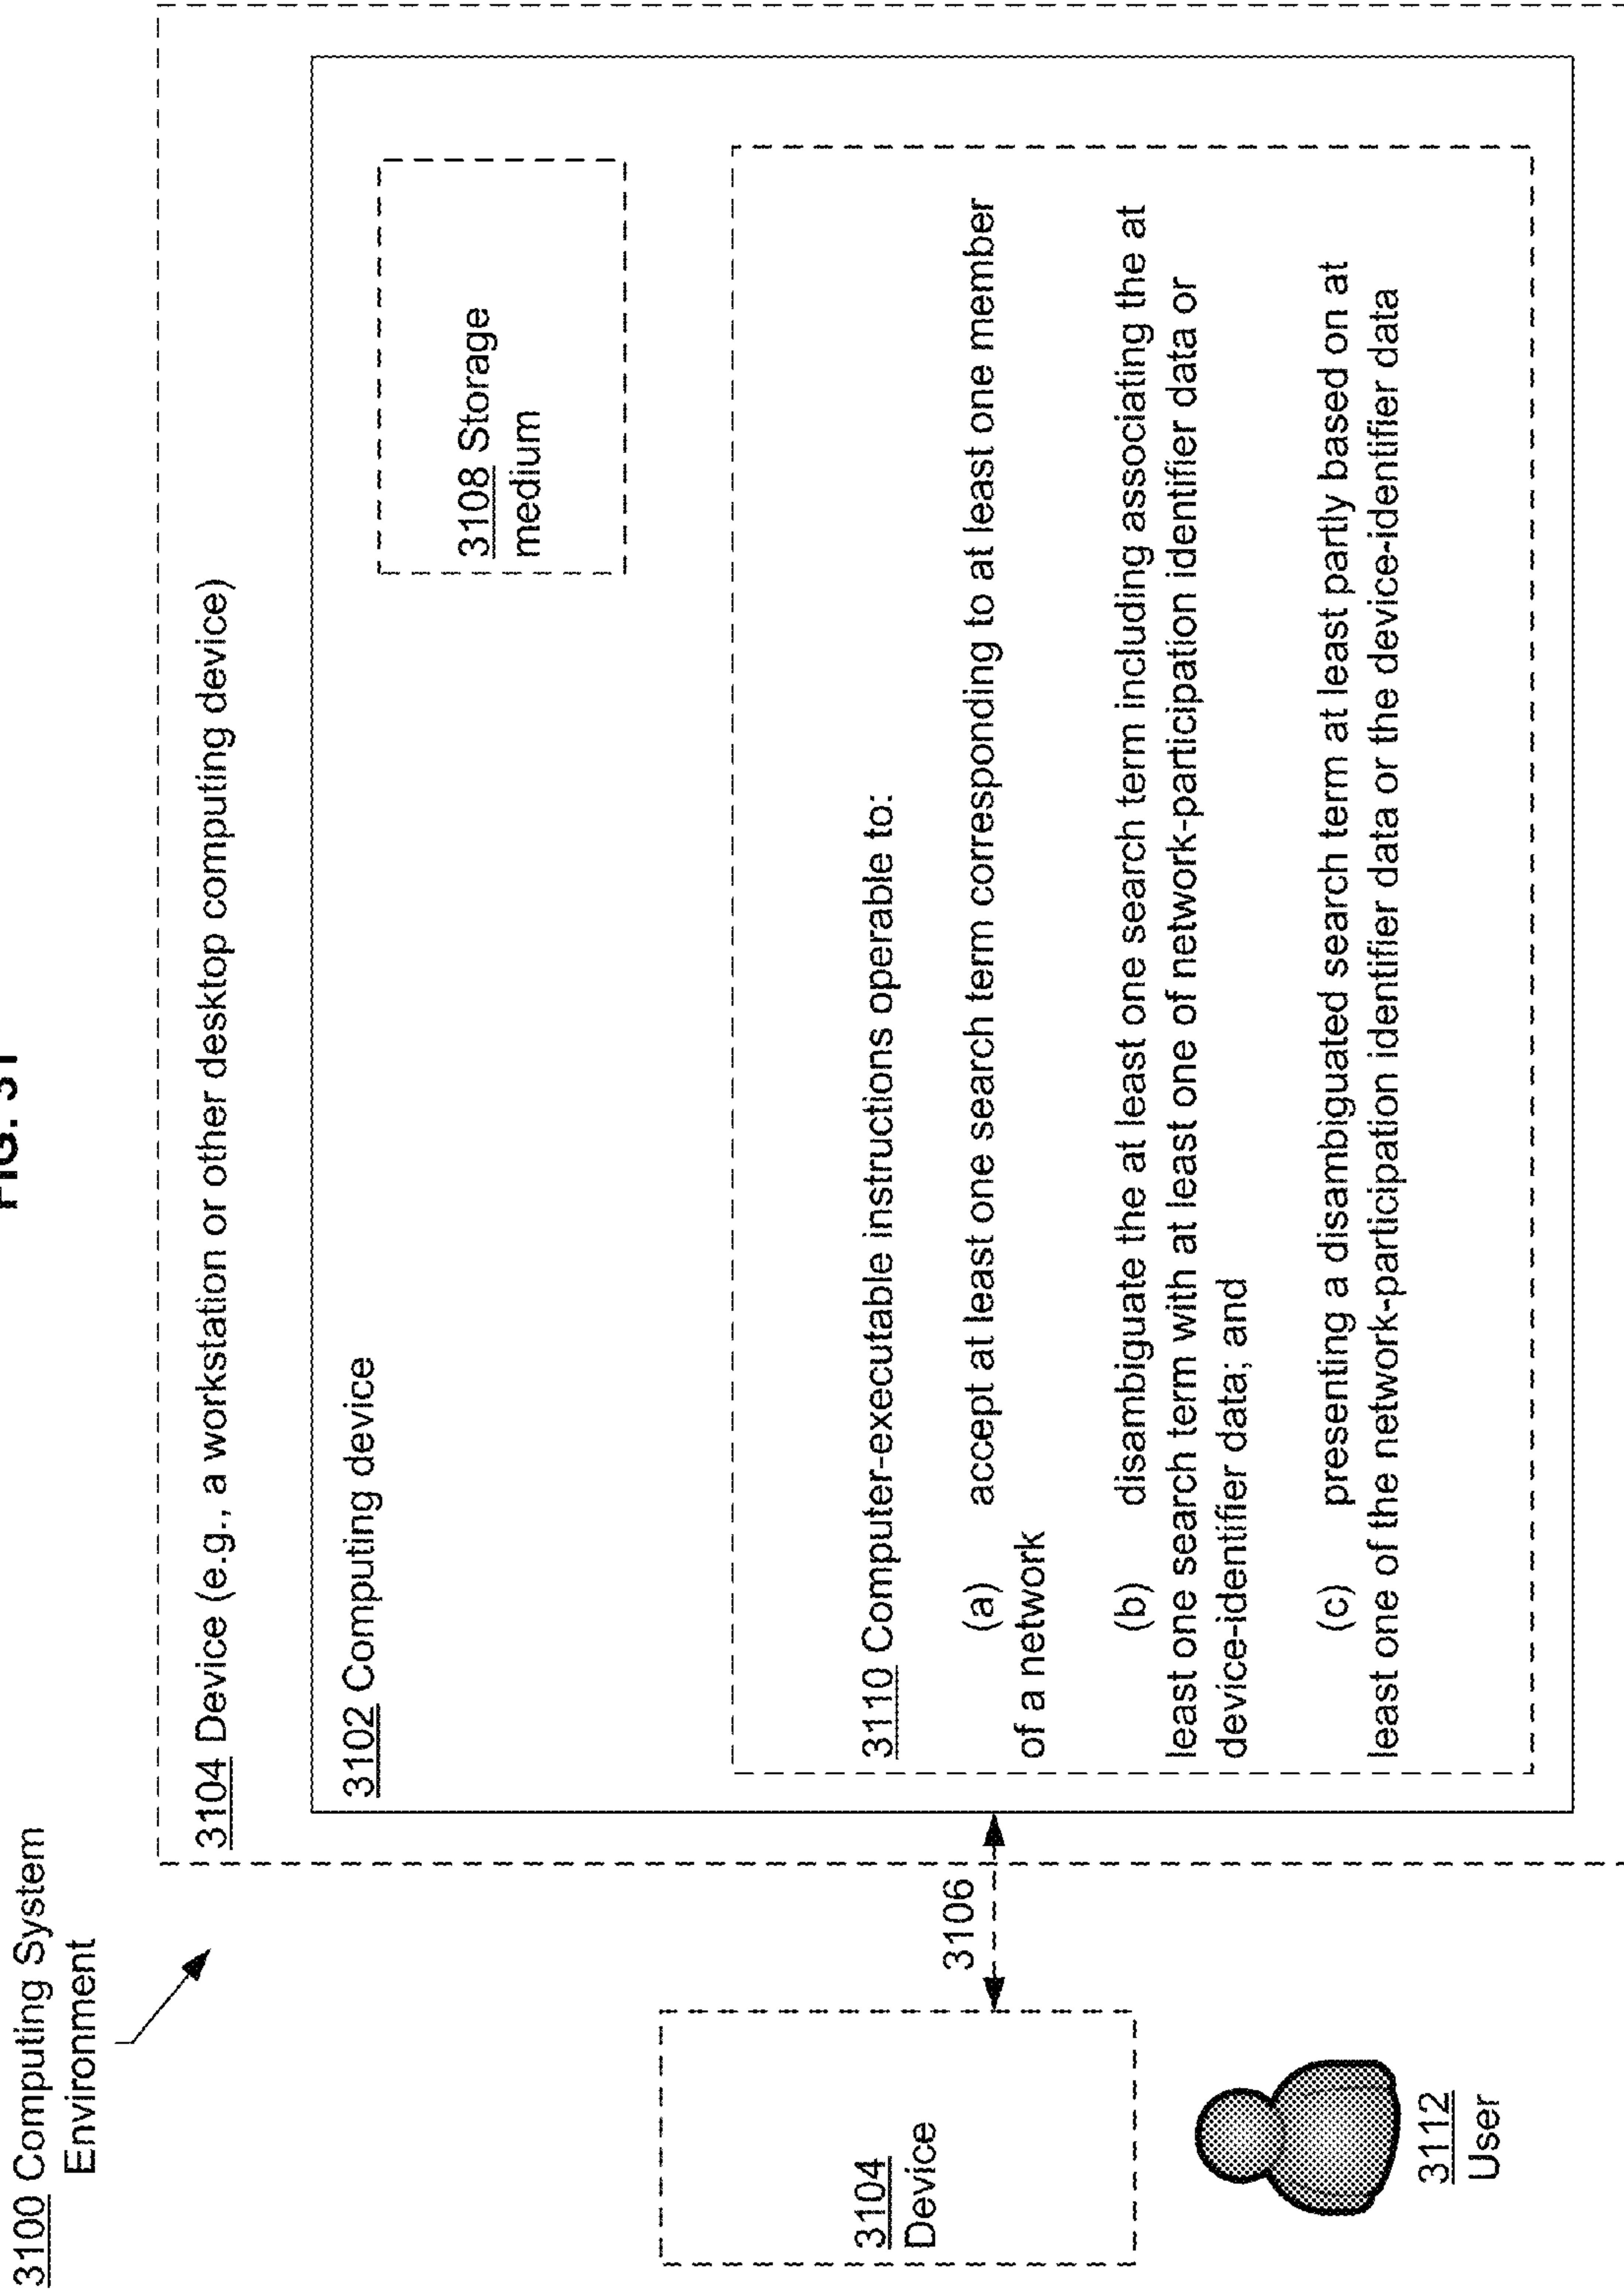 FIG. 31
3100 Computing System
Environment
3104 Device (e.g., a workstation or other desktop computing device)
3102 Computing device
3108 Storage
medium
3110 Computer-executable instructions operable to:
(a) accept at least one search term corresponding to at least one member
of a network
(b) disambiguate the at least one search term including associating the at
least one search term with at least one of network-participation identifier data or
device-identifier data; and
(c) presenting a disambiguated search term at least partly based on at
least one of the network-participation identifier data or the device-identifier data
3106
3104
Device
3112
User